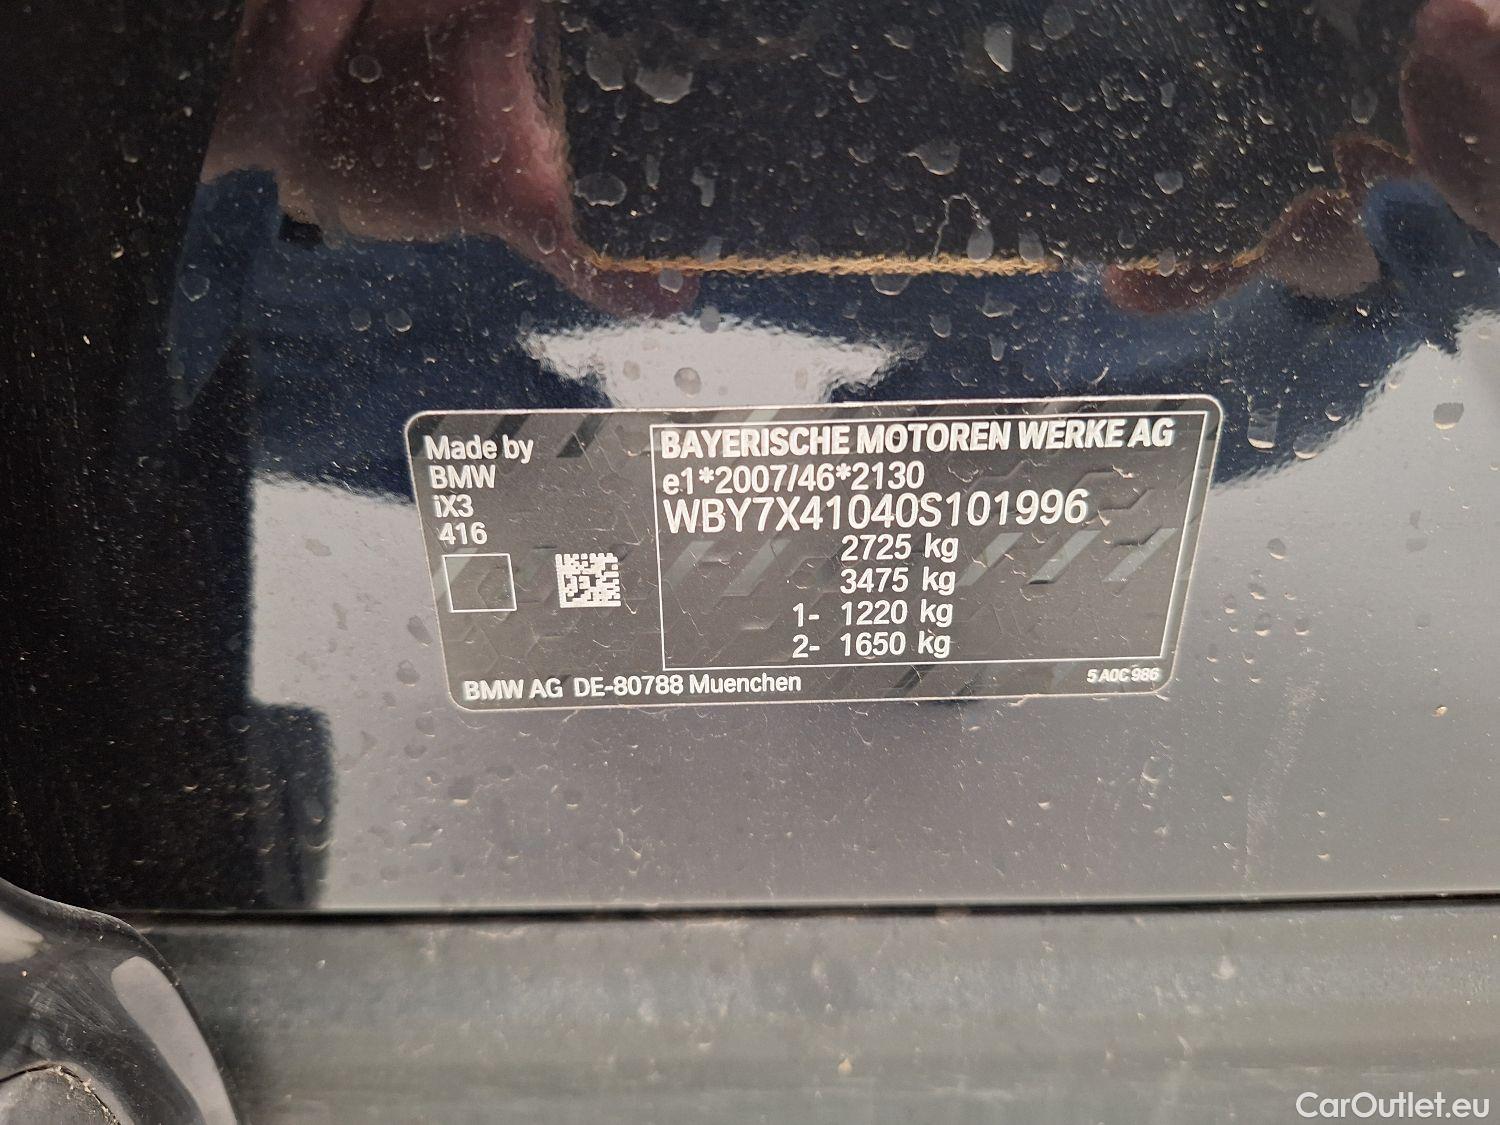 Made by
BMW
iX3
416
BAYERISCHE MOTOREN WERKE AG
e1*2007/46*2130
WBY7X41040S101996
2725 kg
3475 kg
1- 1220 kg
2- 1650 kg
BMW AG DE-80788 Muenchen
5 A0C 986
CarOutlet.eu